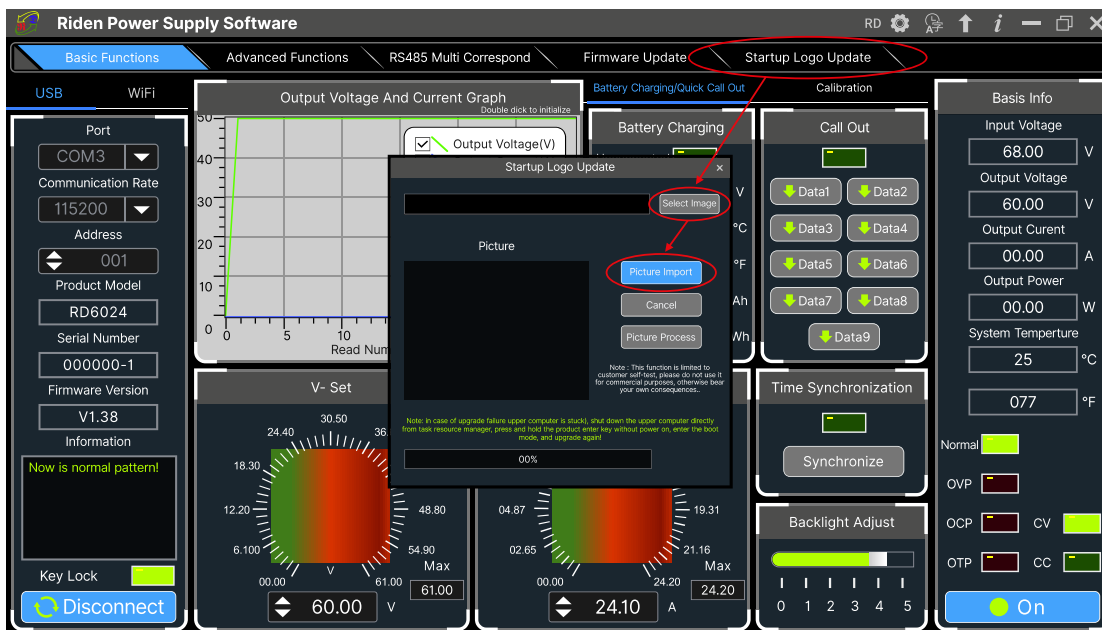 Riden Power Supply Software
RD
Basic Functions
Advanced Functions
RS485 Multi Correspond
Firmware Update
Startup Logo Update
USB
WiFi
Port
COM3
Communication Rate
115200
Address
001
Product Model
RD6024
Serial Number
000000-1
Firmware Version
V1.38
Information
Now is normal pattern!
Key Lock
Disconnect
Output Voltage And Current Graph
Double dick to initialize
50
40
30
20
10
0
0
5
10
Output Voltage(V)
Read Num
Battery Charging/Quick Call Out
Calibration
Battery Charging
V
°C
°F
Ah
Wh
Call Out
Data1
Data2
Data3
Data4
Data5
Data6
Data7
Data8
Data9
Startup Logo Update
×
Select Image
Picture
Picture Import
Cancel
Picture Process
Note : This function is limited to
customer self-test, please do not use it
for commercial purposes, otherwise bear
your own consequences..
Note: in case of upgrade failure upper computer is stuck), shut down the upper computer directly
from task resource manager, press and hold the product enter key without power on, enter the boot
mode, and upgrade again!
00%
V- Set
30.50
24.40
36.
18.30
12.20
48.80
6.100
54.90
00.00
V
61.00
Max
61.00
60.00
V
04.87
19.31
02.65
21.16
00.00
24.20
Max
24.20
24.10
A
Time Synchronization
Synchronize
Backlight Adjust
0 1 2 3 4 5
Basis Info
Input Voltage
68.00 V
Output Voltage
60.00 V
Output Curent
00.00 A
Output Power
00.00 W
System Temperture
25 °C
077 °F
Normal
OVP
OCP
CV
OTP
CC
On